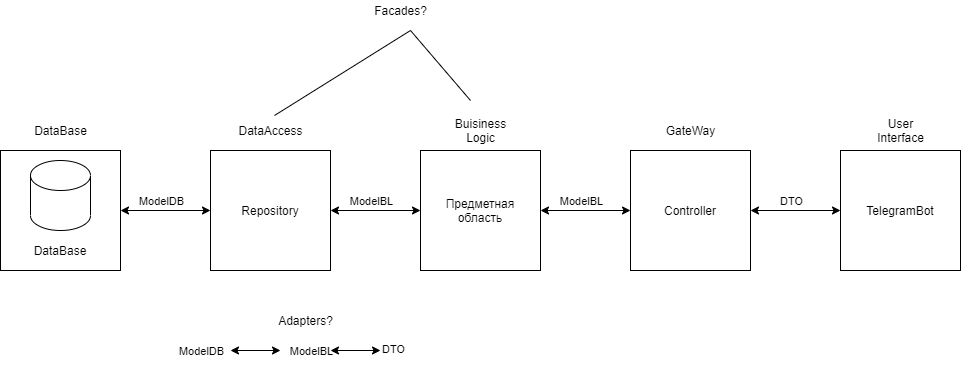 Facades?
DataBase
DataAccess
Buisiness
Logic
GateWay
User
Interface
DataBase
ModelDB
Repository
ModelBL
Предметная
область
ModelBL
Controller
DTO
TelegramBot
Adapters?
ModelDB
ModelBL
DTO